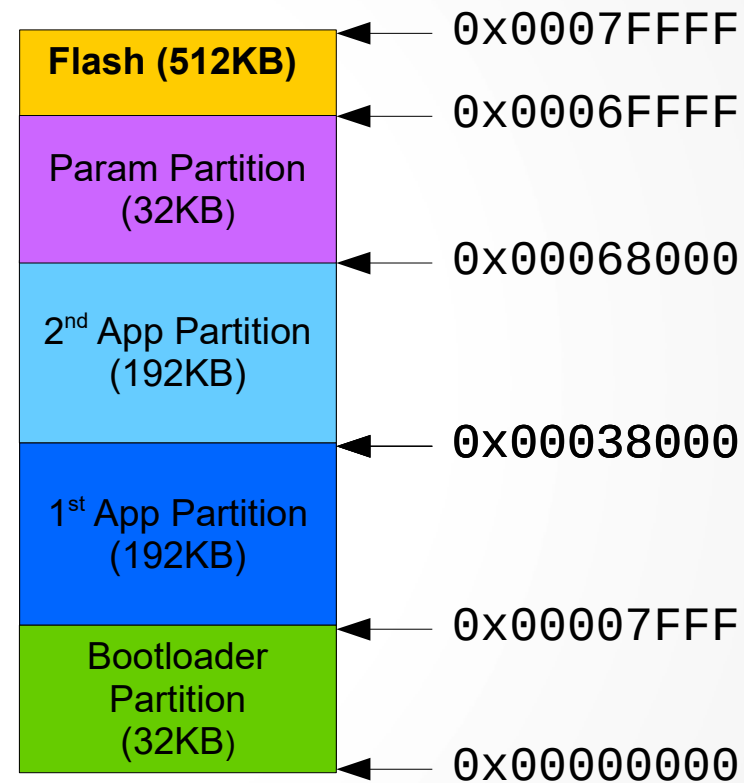 0x0007FFFF
Flash (512KB)
0x0006FFFF
Param Partition
(32KB)
0x00068000
2nd App Partition
(192KB)
0x00038000
1st App Partition
(192KB)
0x00007FFF
Bootloader
Partition
(32KB)
0x00000000